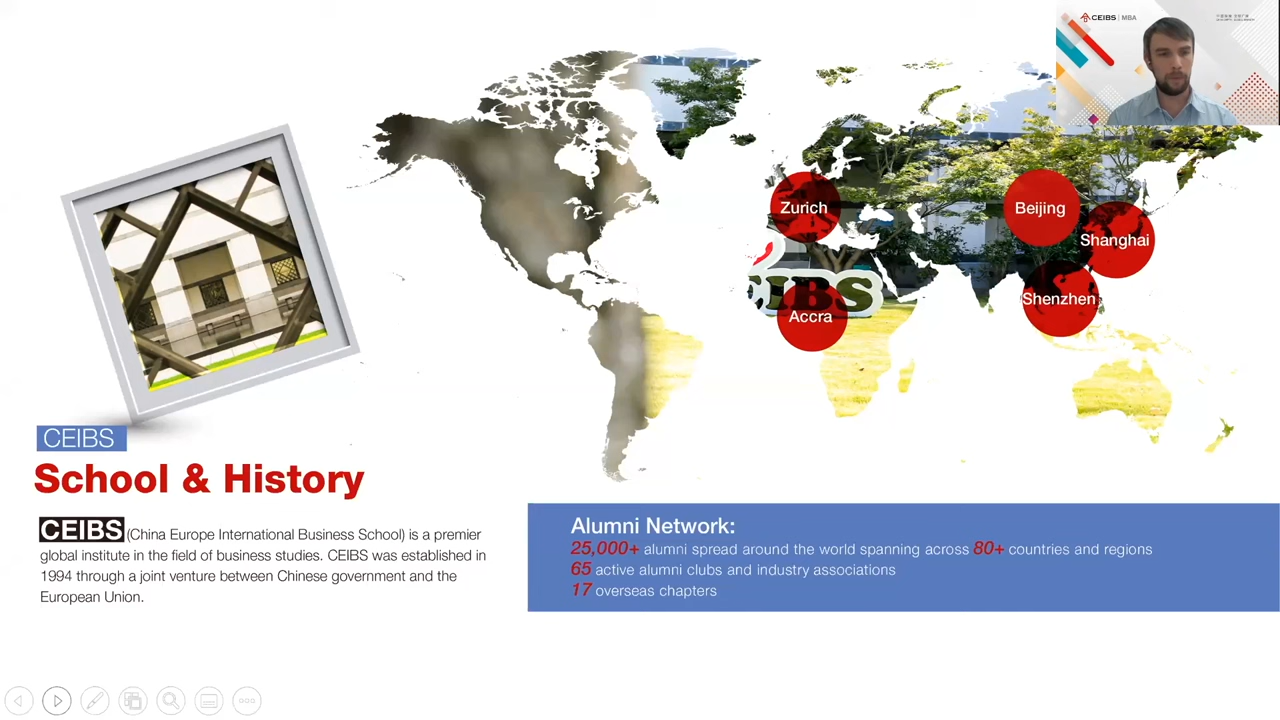 CEIBS | MBA
Zurich
Beijing
Shanghai
Shenzhen
CEIBS
Accra
CEIBS
School & History
CEIBS (China Europe International Business School) is a premier
global institute in the field of business studies. CEIBS was established in
1994 through a joint venture between Chinese government and the
European Union.
Alumni Network:
25,000+ alumni spread around the world spanning across 80+ countries and regions
65 active alumni clubs and industry associations
17 overseas chapters